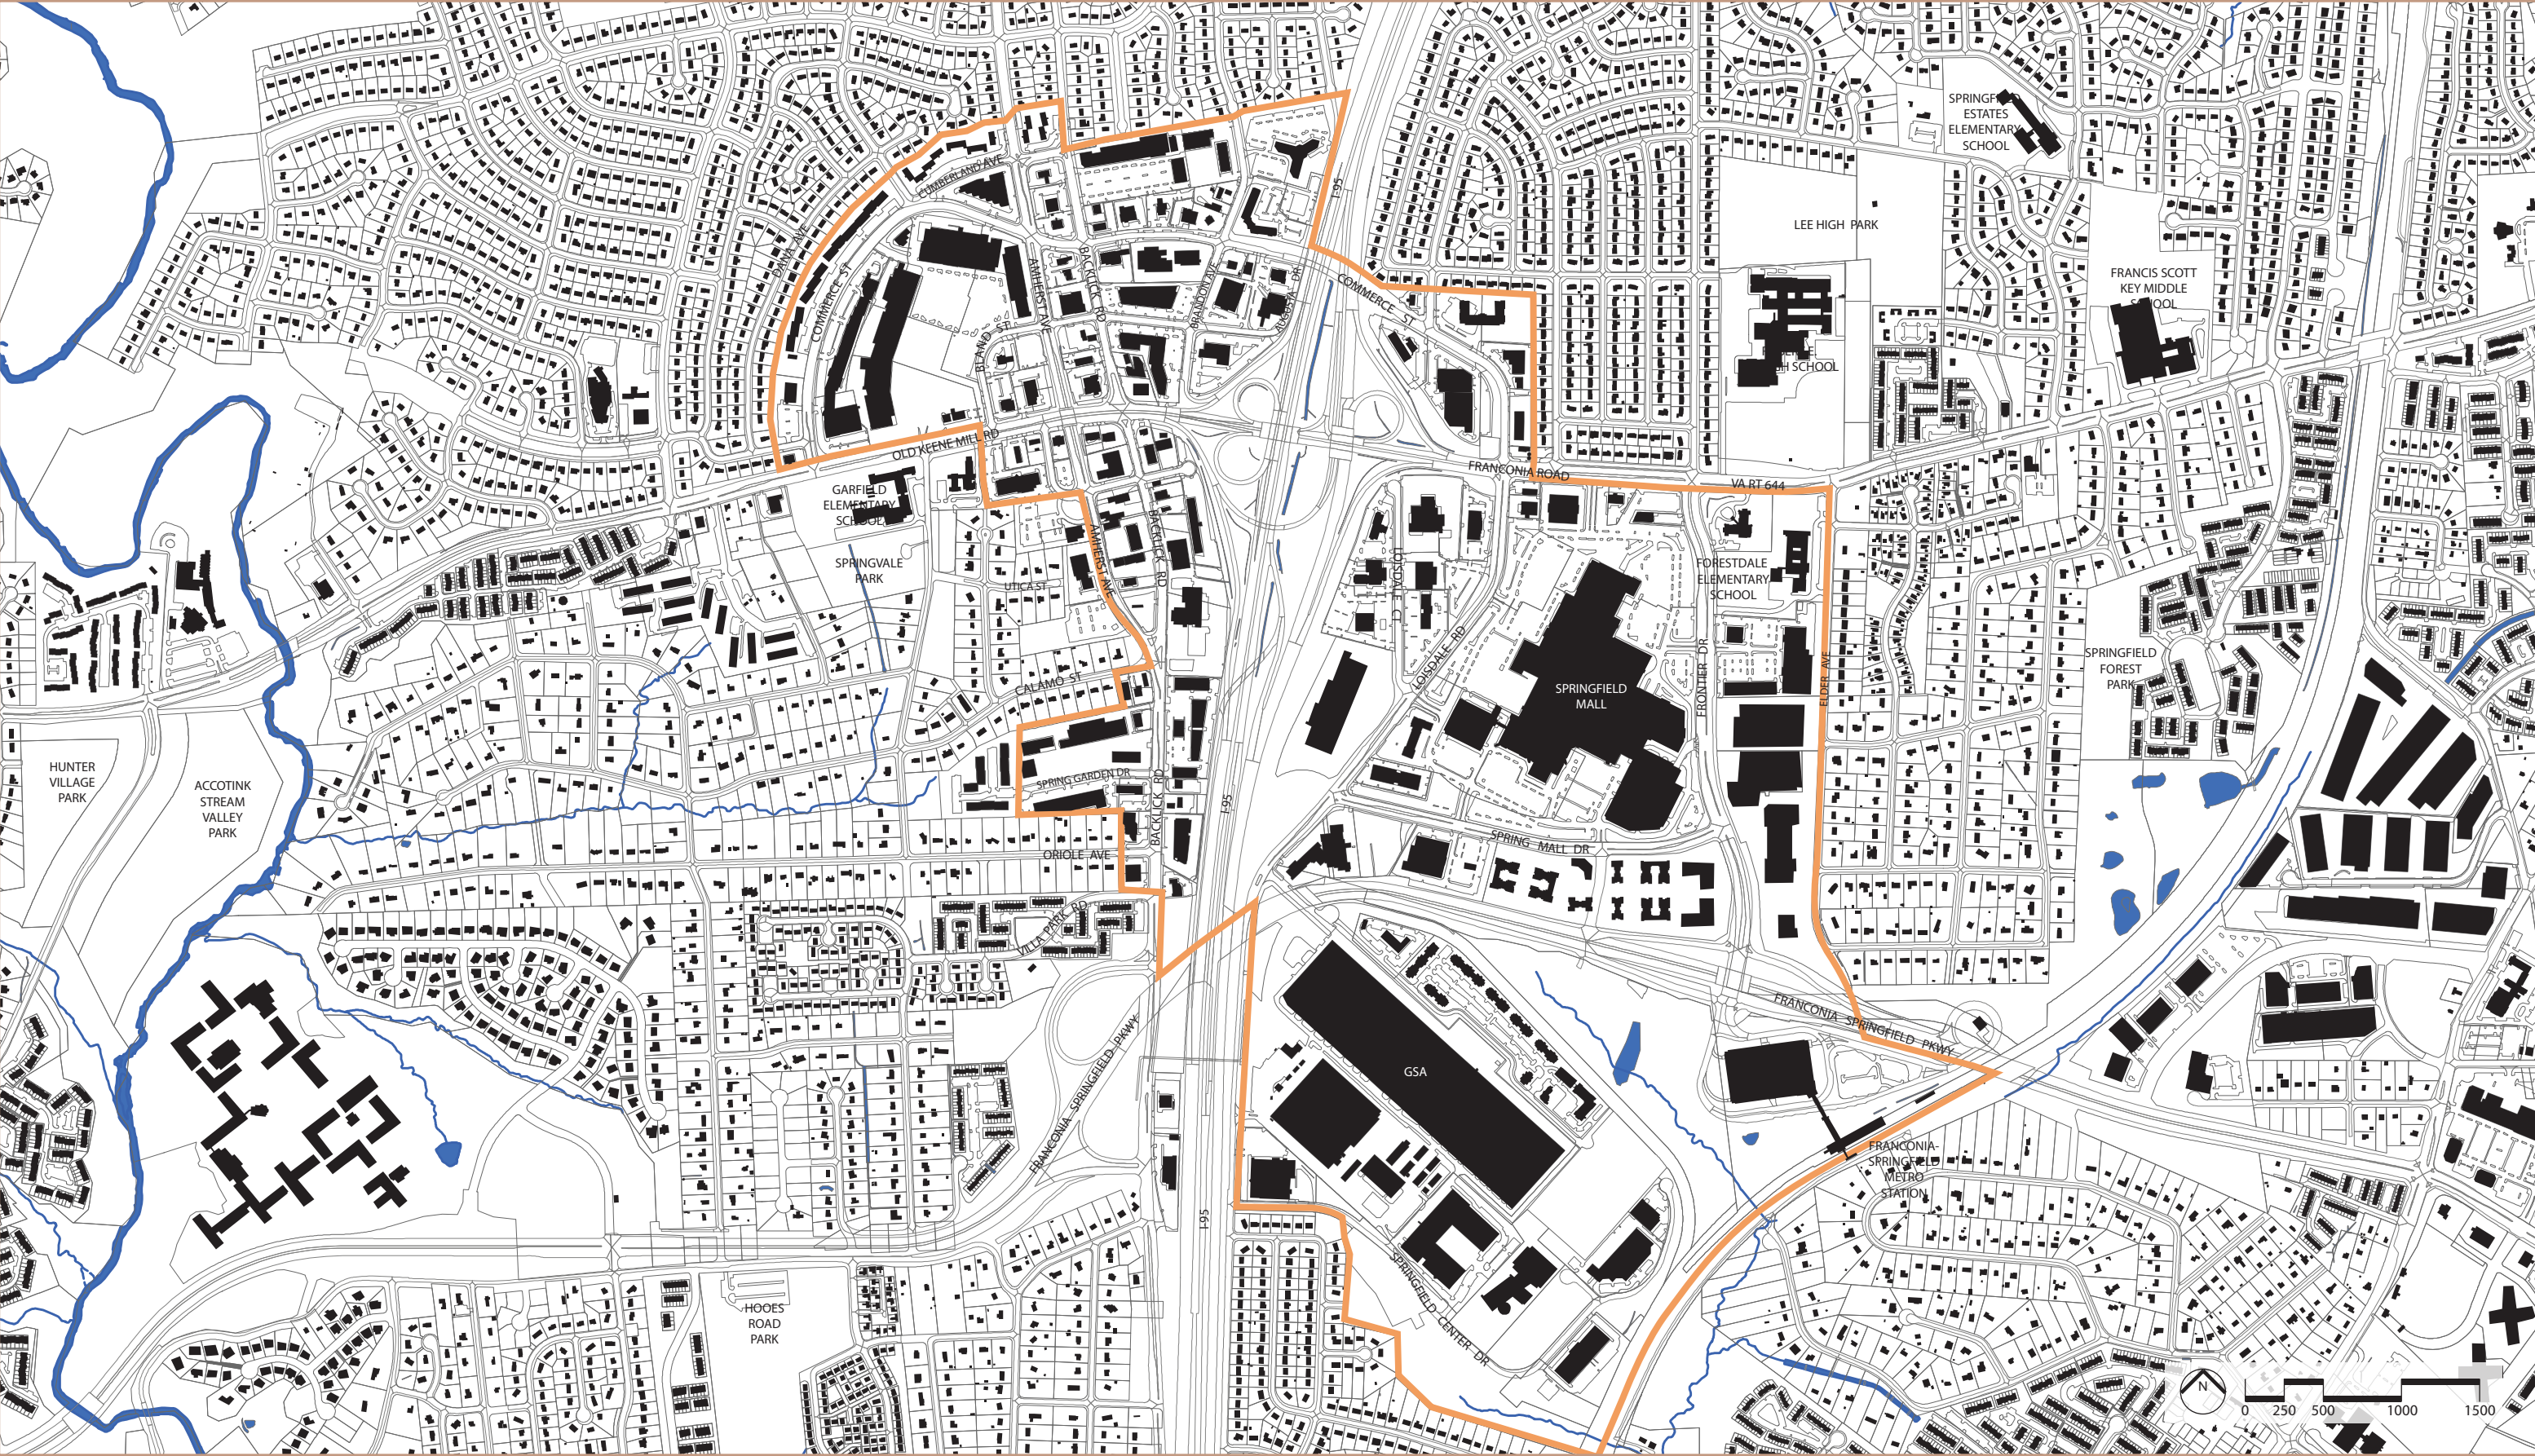 SPRINGFIELD
ESTATES
ELEMENTARY
SCHOOL
CUMBERLAND AVE
I-95
LEE HIGH PARK
DANA AVE
COMMERCE ST
AMHERST AVE
BACKLICK RD
BRANDON AV
AUGUSTA DR
BLAND ST
COMMERCE ST
FRANCIS SCOTT
KEY MIDDLE
SCHOOL
H SCHOOL
OLD KEENE MILL RD
FRANCONIA ROAD
VA RT 644
GARFIELD
ELEMENTARY
SCHOOL
SPRINGVALE
PARK
UTICA ST
AMHERST AVE
BACKLICK RD
LOISDALE CT
FORESTDALE
ELEMENTARY
SCHOOL
LOISDALE RD
FRONTIER DR
ELDER AVE
SPRINGFIELD
MALL
SPRINGFIELD
FOREST
PARK
CALAMO ST
SPRING GARDEN DR
BACKLICK RD
I-95
HUNTER
VILLAGE
PARK
ACCOTINK
STREAM
VALLEY
PARK
ORIOLE AVE
SPRING MALL DR
VILLA PARK RD
FRANCONIA SPRINGFIELD PKWY
FRANCONIA SPRINGFIELD PKWY
GSA
FRANCONIA-
SPRINGFIELD
METRO
STATION
I-95
SPRINGFIELD CENTER DR
HOOES
ROAD
PARK
N
0 250 500 1000 1500